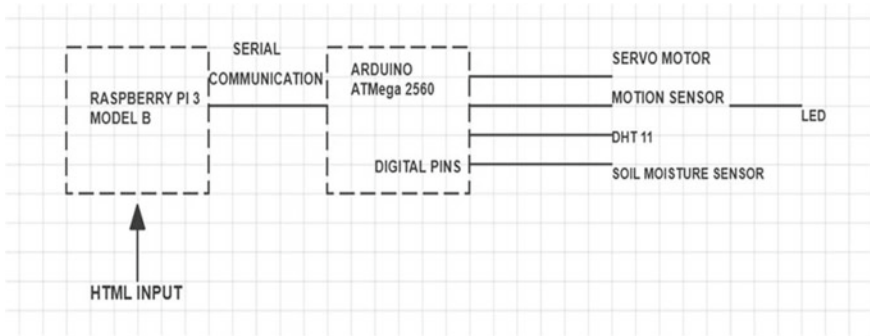 SERIAL
COMMUNICATION
RASPBERRY PI 3
MODEL B
ARDUINO
ATMega 2560
DIGITAL PINS
SERVO MOTOR
MOTION SENSOR
LED
DHT 11
SOIL MOISTURE SENSOR
HTML INPUT